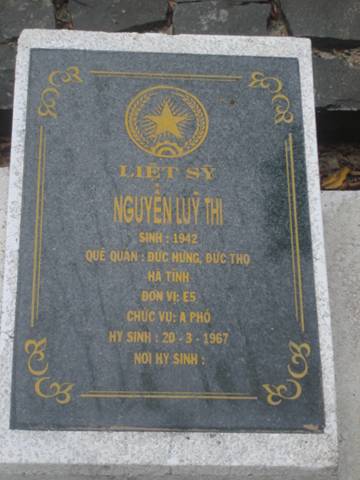 LIỆT SỸ
NGUYỄN LUỸ THI
SINH : 1942
QUÊ QUÁN : ĐỨC HƯNG, ĐỨC THỌ
HÀ TĨNH
ĐƠN VỊ: E5
CHỨC VỤ: A PHÓ
HY SINH : 20 - 3 - 1967
NƠI HY SINH :